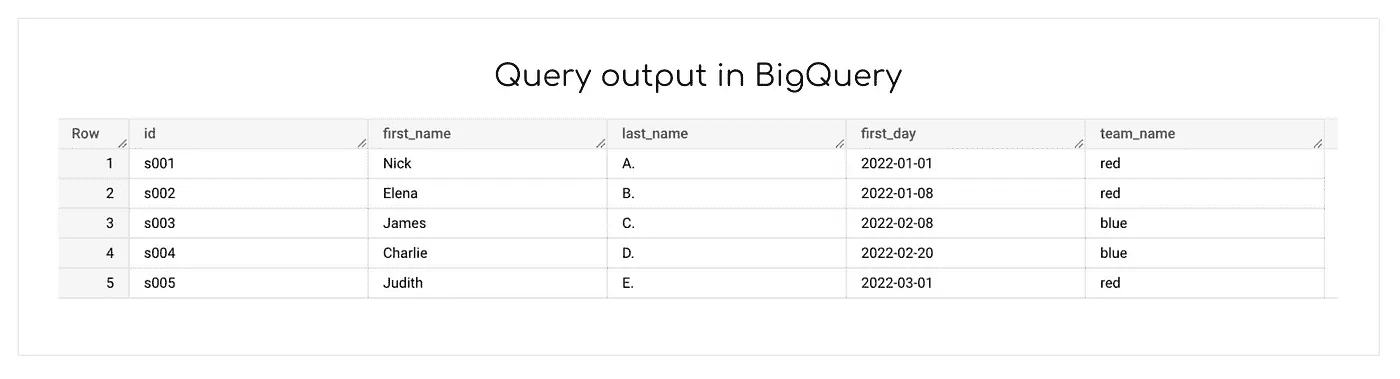 Query output in BigQuery
Row id first_name last_name first_day team_name
1 s001 Nick A. 2022-01-01 red
2 s002 Elena B. 2022-01-08 red
3 s003 James C. 2022-02-08 blue
4 s004 Charlie D. 2022-02-20 blue
5 s005 Judith E. 2022-03-01 red